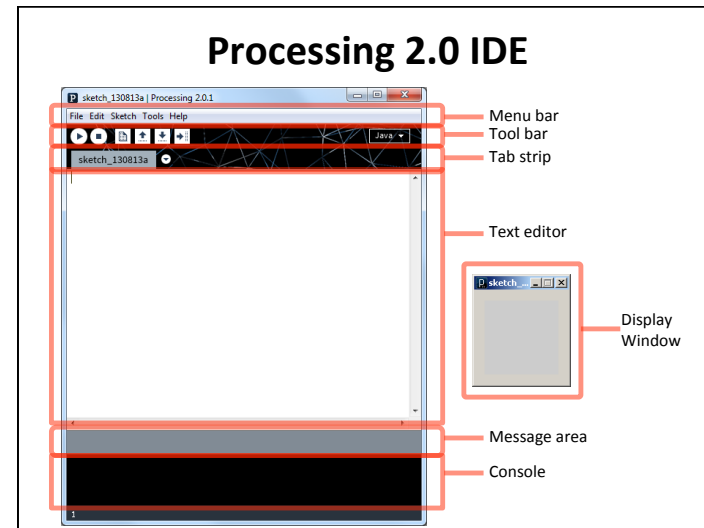 Processing 2.0 IDE
sketch_130813a | Processing 2.0.1
File Edit Sketch Tools Help
Menu bar
Tool bar
Java
sketch_130813a
Tab strip
Text editor
sketch_...
Display
Window
Message area
Console
1